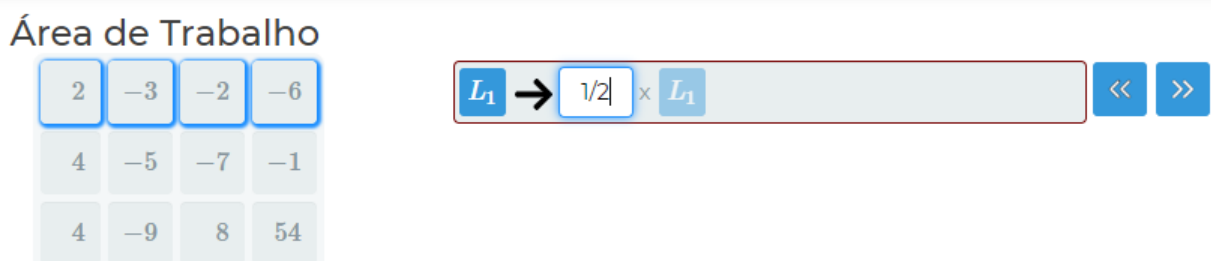 Área de Trabalho
2 −3 −2 −6
L₁ → 1/2 x L₁ « »
4 −5 −7 −1
4 −9 8 54